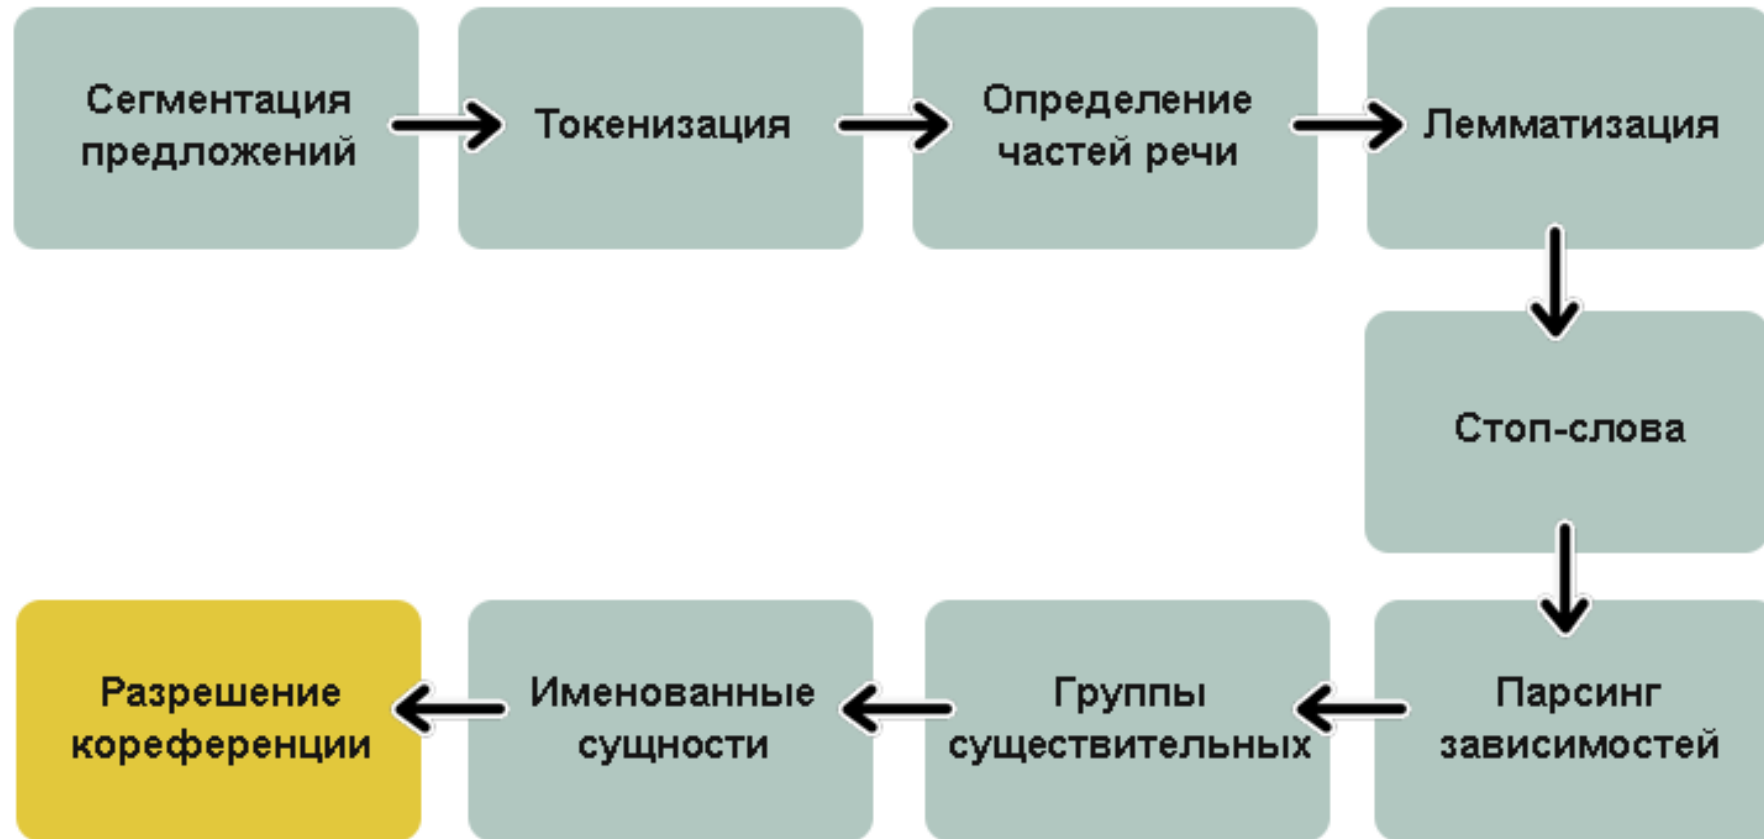 Сегментация
предложений
Токенизация
Определение
частей речи
Лемматизация
Стоп-слова
Парсинг
зависимостей
Группы
существительных
Именованные
сущности
Разрешение
кореференции